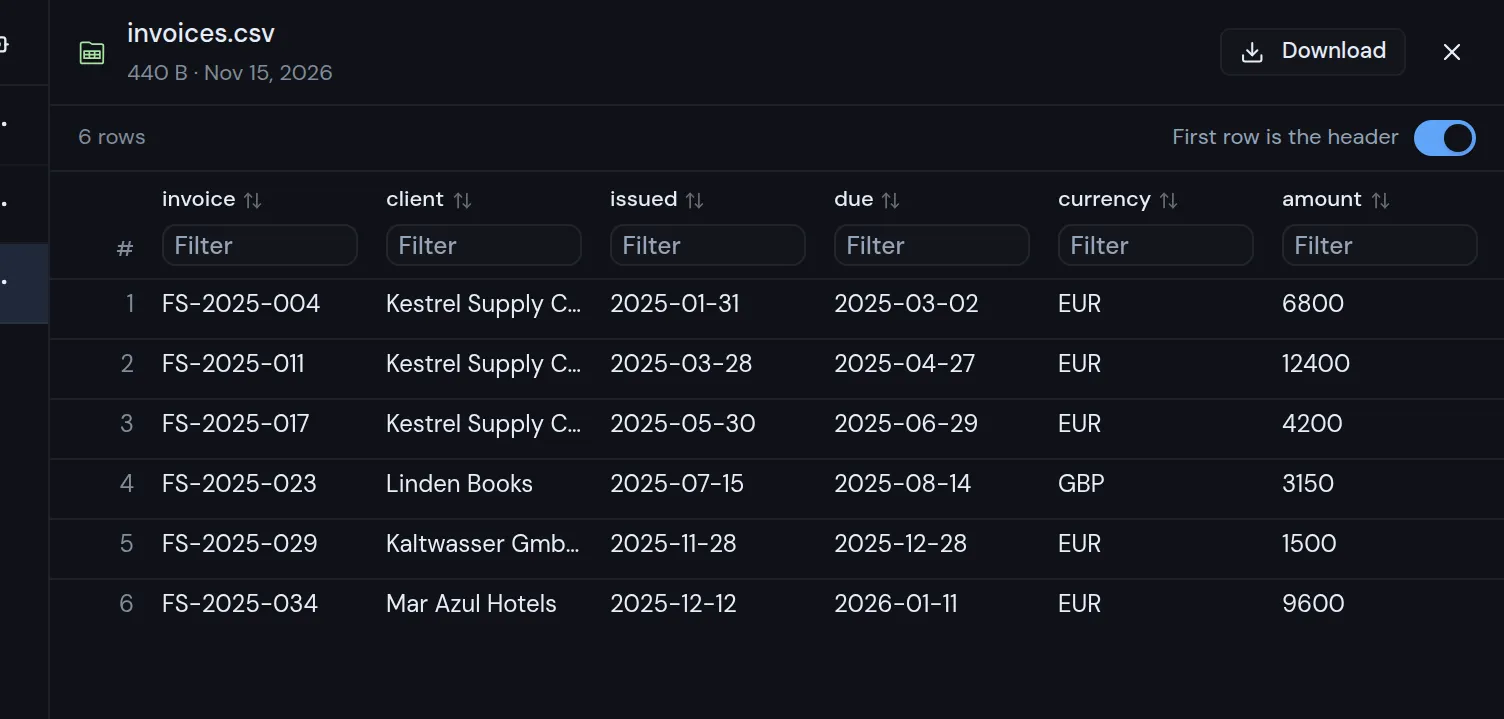 invoices.csv
440 B · Nov 15, 2026
Download
6 rows
First row is the header
invoice client issued due currency amount
# Filter Filter Filter Filter Filter Filter
1 FS-2025-004 Kestrel Supply C... 2025-01-31 2025-03-02 EUR 6800
2 FS-2025-011 Kestrel Supply C... 2025-03-28 2025-04-27 EUR 12400
3 FS-2025-017 Kestrel Supply C... 2025-05-30 2025-06-29 EUR 4200
4 FS-2025-023 Linden Books 2025-07-15 2025-08-14 GBP 3150
5 FS-2025-029 Kaltwasser Gmb... 2025-11-28 2025-12-28 EUR 1500
6 FS-2025-034 Mar Azul Hotels 2025-12-12 2026-01-11 EUR 9600